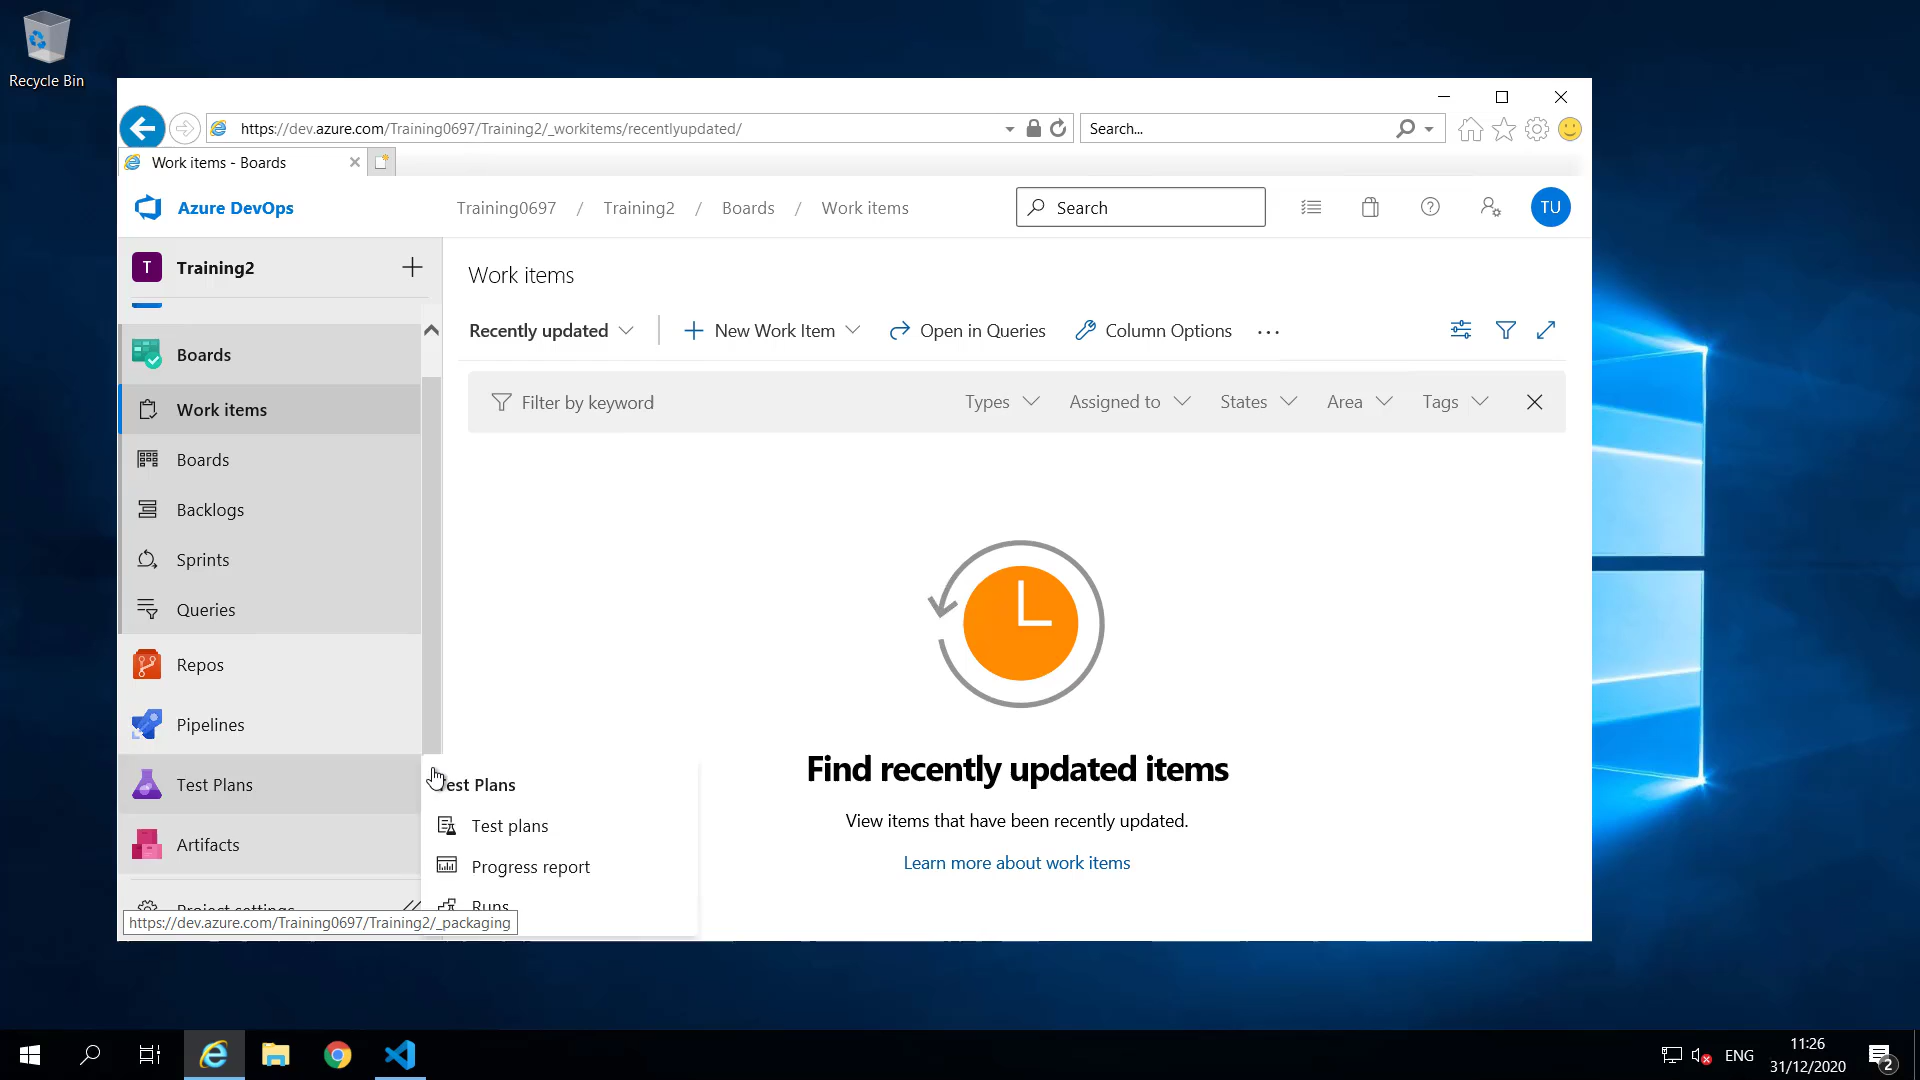 Recycle Bin
https://dev.azure.com/Training0697/Training2/_workitems/recentlyupdated/
Search...
Work items - Boards
Azure DevOps
Training0697 / Training2 / Boards / Work items
Search
TU
T
Training2
Boards
Work items
Boards
Backlogs
Sprints
Queries
Repos
Pipelines
Test Plans
Artifacts
Project settings
https://dev.azure.com/Training0697/Training2/_packaging
Test Plans
Test plans
Progress report
Runs
Work items
Recently updated
New Work Item
Open in Queries
Column Options
Filter by keyword
Types
Assigned to
States
Area
Tags
Find recently updated items
View items that have been recently updated.
Learn more about work items
ENG
11:26
31/12/2020
2